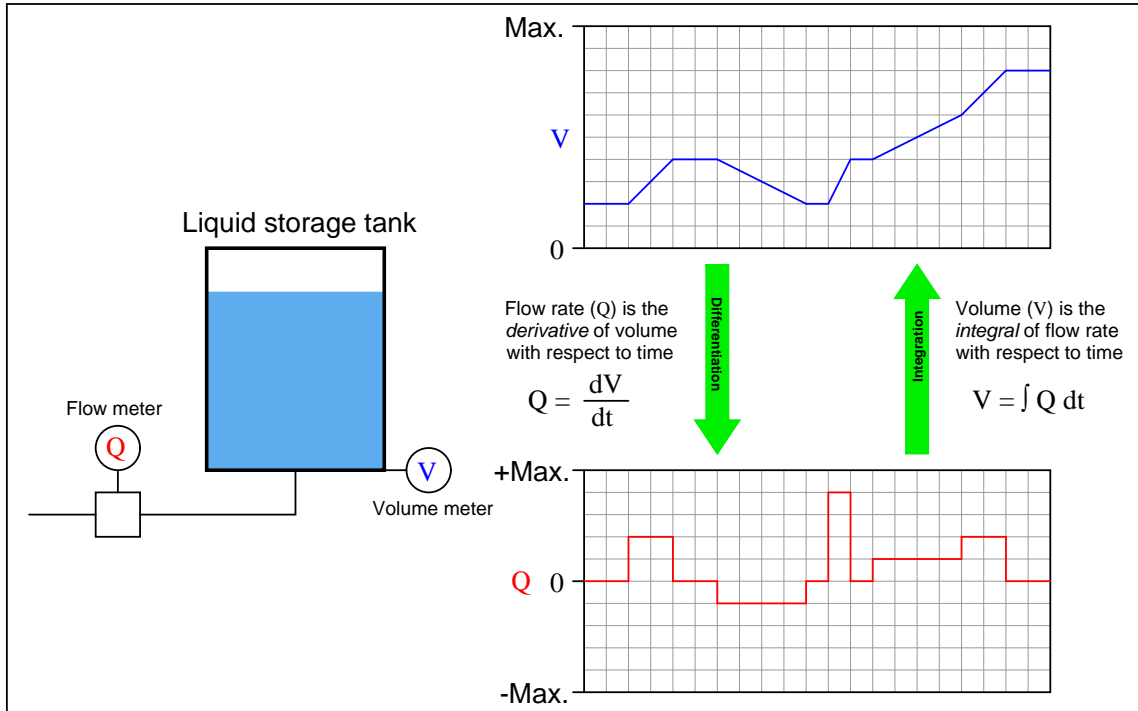 Max.
V
0
Liquid storage tank
Flow meter
Q
V
Volume meter
Flow rate (Q) is the
derivative of volume
with respect to time
Q = dV
dt
Differentiation
Integration
Volume (V) is the
integral of flow rate
with respect to time
V = ∫ Q dt
+Max.
Q 0
-Max.